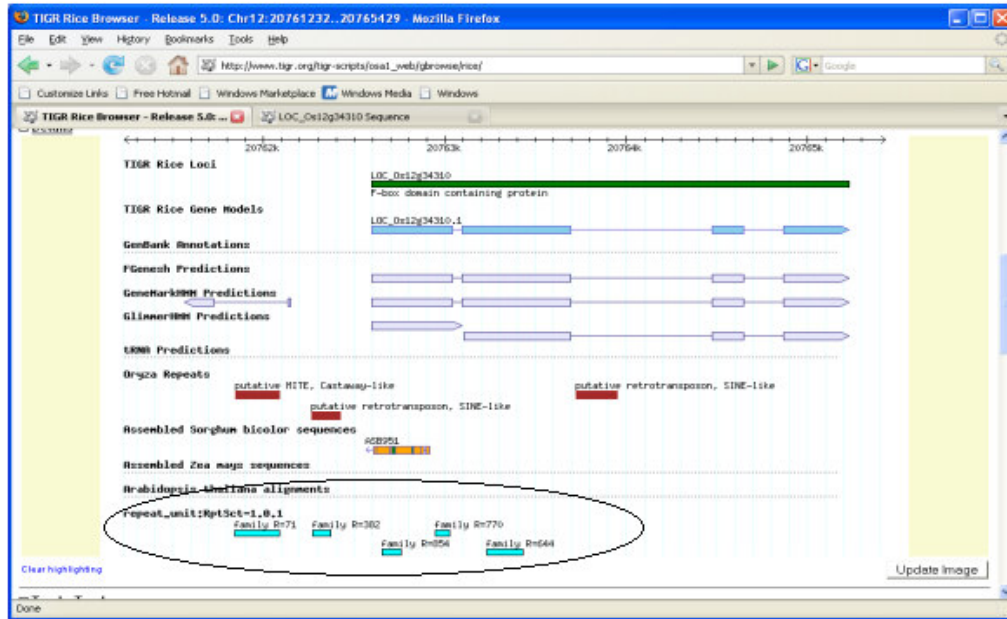 TIGR Rice Browser - Release 5.0: Chr12:20761232..20765429 - Mozilla Firefox
File Edit View History Bookmarks Tools Help
http://www.tigr.org/tigr-scripts/osa1_web/gbrowse/rice/ Google
Customize Links Free Hotmail Windows Marketplace Windows Media Windows
TIGR Rice Browser - Release 5.0: ... LOC_Os12g34310 Sequence
20762k 20763k 20764k 20765k
TIGR Rice Loci
LOC_Os12g34310
F-box domain containing protein
TIGR Rice Gene Models
LOC_Os12g34310.1
GenBank Annotations
FGenesh Predictions
GeneMarkHMM Predictions
GlimmerHMM Predictions
tRNA Predictions
Oryza Repeats
putative MITE, Castaway-like putative retrotransposon, SINE-like
putative retrotransposon, SINE-like
Assembled Sorghum bicolor sequences
ASB951
Assembled Zea mays sequences
Arabidopsis thaliana alignments
repeat_unit:RptSet-1.0.1
family R=71 family R=382 family R=770
family R=854 family R=644
Clear highlighting Update Image
Done